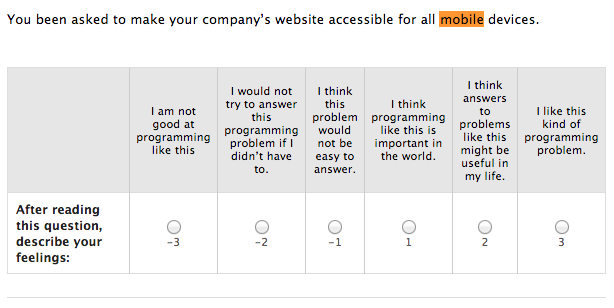 You been asked to make your company's website accessible for all mobile devices.
I am not
good at
programming
like this
I would not
try to answer
this
programming
problem if I
didn't have
to.
I think
this
problem
would
not be
easy to
answer.
I think
programming
like this is
important in
the world.
I think
answers
to
problems
like this
might be
useful in
my life.
I like this
kind of
programming
problem.
After reading
this question,
describe your
feelings:
-3
-2
-1
1
2
3